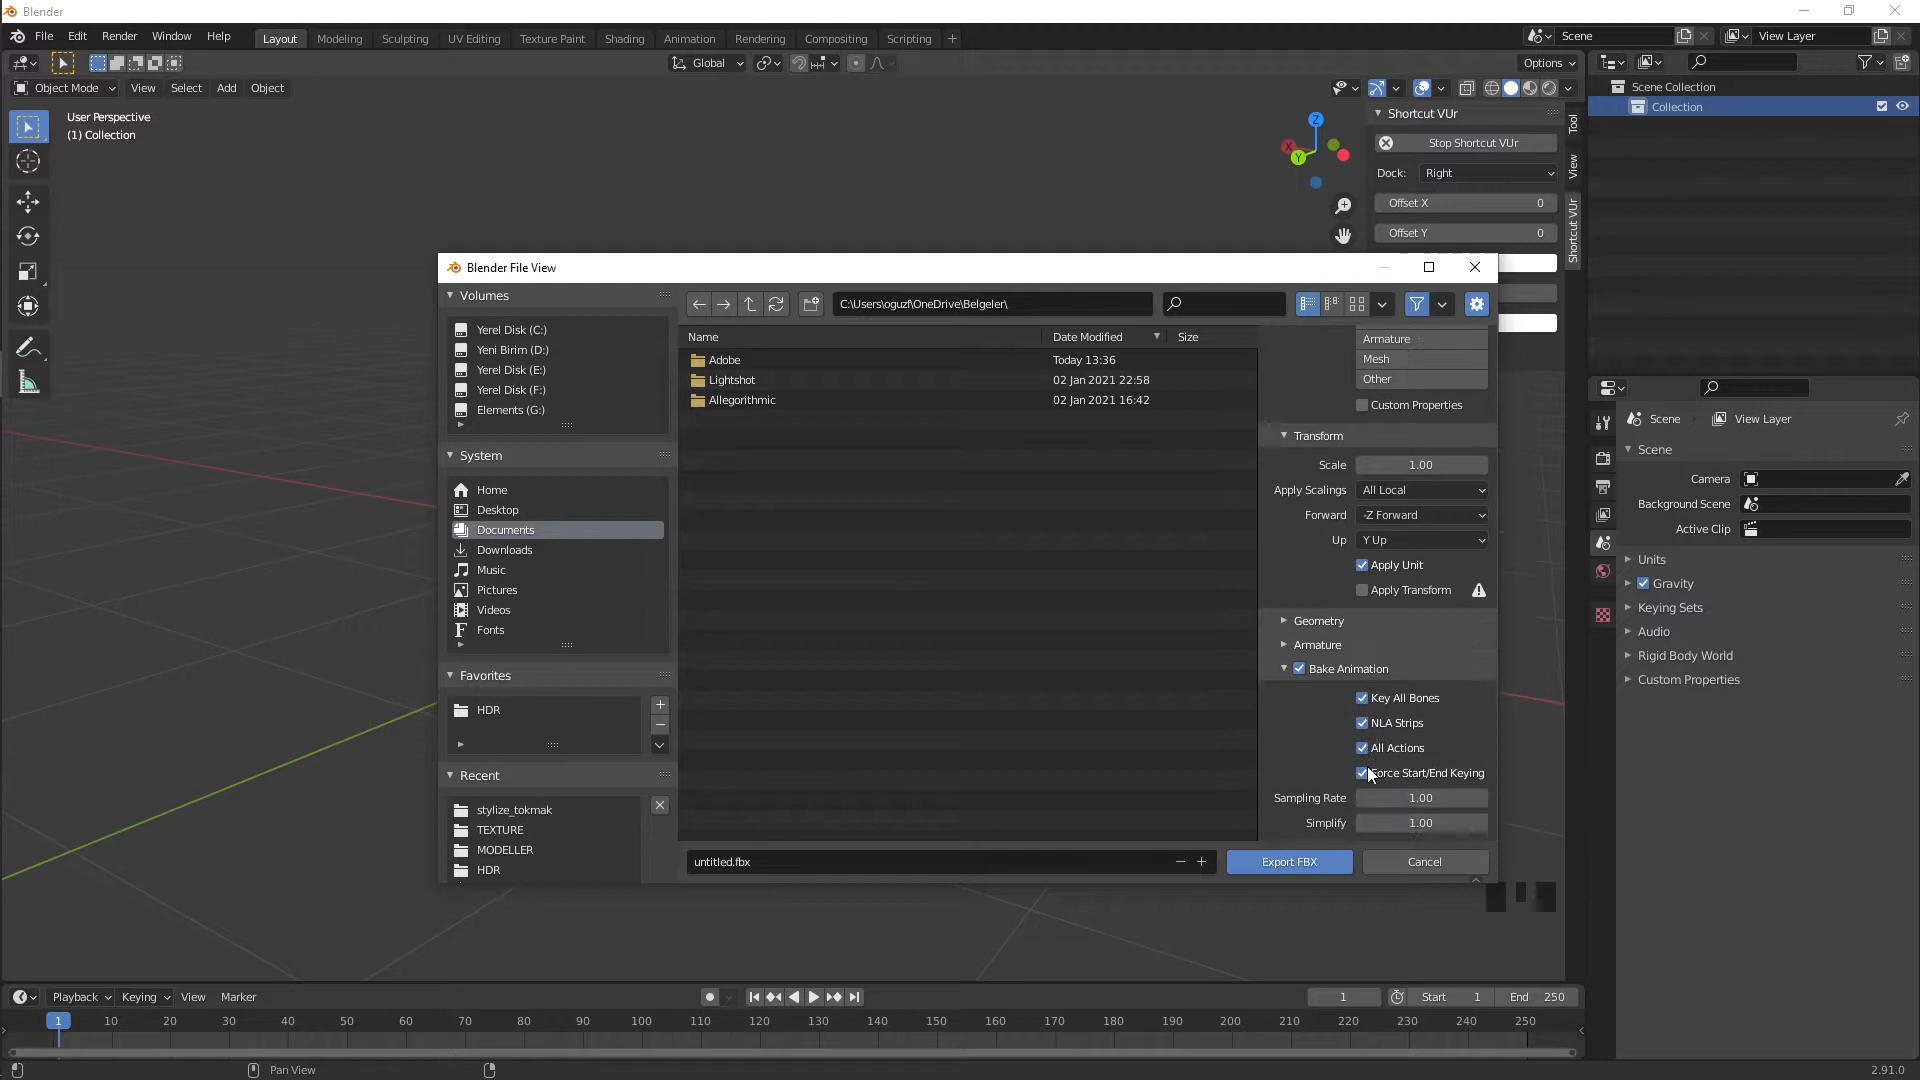 Blender
File Edit Render Window Help Layout Modeling Sculpting UV Editing Texture Paint Shading Animation Rendering Compositing Scripting + Scene View Layer
Global Options
Object Mode View Select Add Object
User Perspective
(1) Collection
Z
X
Y
Shortcut VUr
Stop Shortcut VUr
Dock: Right
Offset X 0
Offset Y 0
Tool
View
Shortcut VUr
Scene Collection
Collection
Blender File View
Volumes
Yerel Disk (C:)
Yeni Birim (D:)
Yerel Disk (E:)
Yerel Disk (F:)
Elements (G:)
System
Home
Desktop
Documents
Downloads
Music
Pictures
Videos
Fonts
Favorites
HDR
Recent
stylize_tokmak
TEXTURE
MODELLER
HDR
C:\Users\oguzf\OneDrive\Belgeler\
Name Date Modified Size
Adobe Today 13:36
Lightshot 02 Jan 2021 22:58
Allegorithmic 02 Jan 2021 16:42
Armature
Mesh
Other
Custom Properties
Transform
Scale 1.00
Apply Scalings All Local
Forward -Z Forward
Up Y Up
Apply Unit
Apply Transform
Geometry
Armature
Bake Animation
Key All Bones
NLA Strips
All Actions
Force Start/End Keying
Sampling Rate 1.00
Simplify 1.00
untitled.fbx
Export FBX Cancel
Scene View Layer
Scene
Camera
Background Scene
Active Clip
Units
Gravity
Keying Sets
Audio
Rigid Body World
Custom Properties
Playback Keying View Marker 1 Start 1 End 250
1 10 20 30 40 50 60 70 80 90 100 110 120 130 140 150 160 170 180 190 200 210 220 230 240 250
Pan View 2.91.0